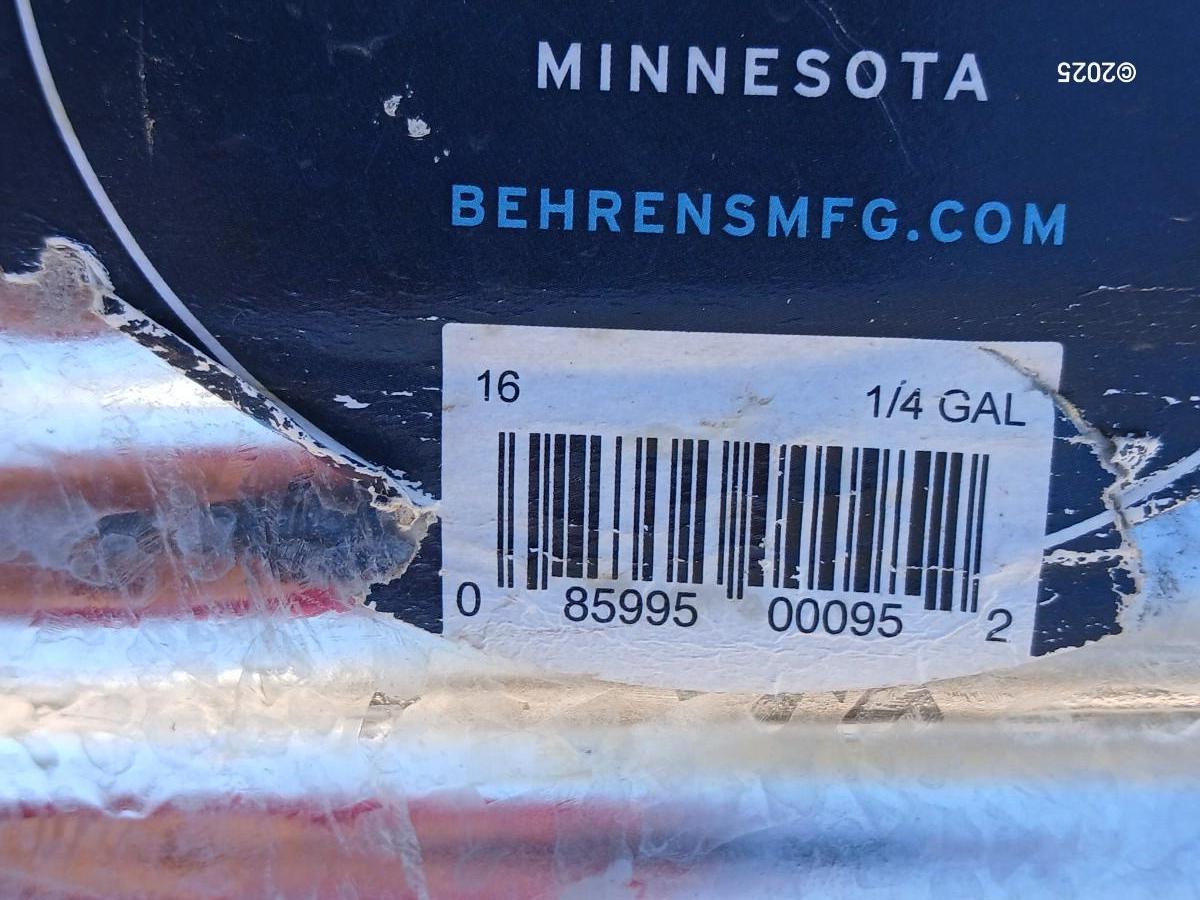 MINNESOTA
©2025
BEHRENSMFG.COM
16
1/4 GAL
0 85995 00095 2